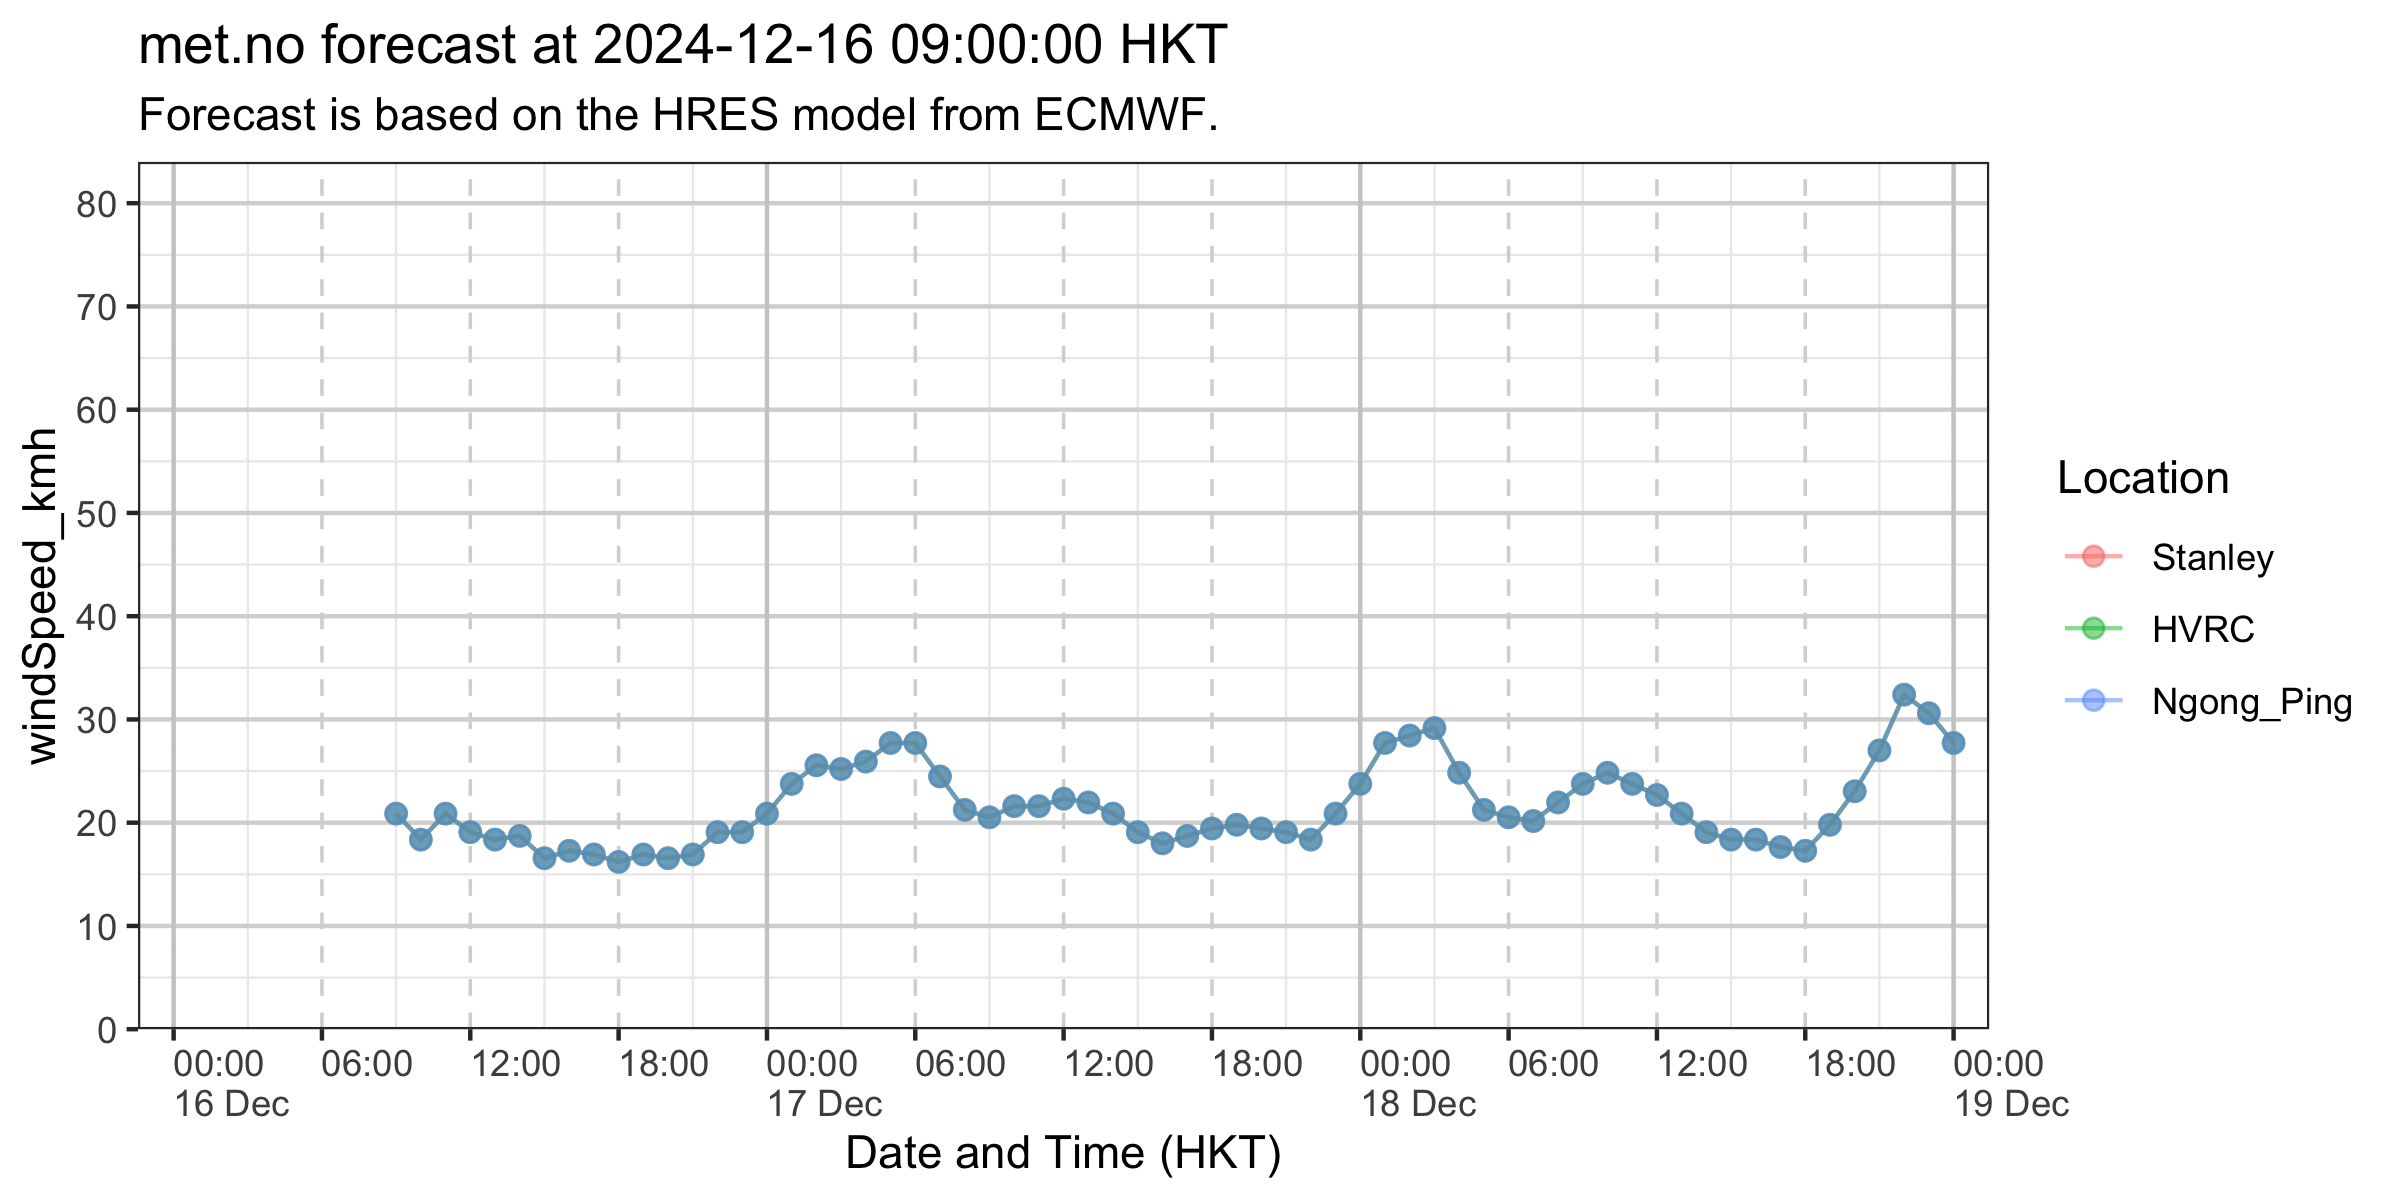 met.no forecast at 2024-12-16 09:00:00 HKT
Forecast is based on the HRES model from ECMWF.
windSpeed_kmh
80
70
60
50
40
30
20
10
0
00:00 06:00 12:00 18:00 00:00 06:00 12:00 18:00 00:00 06:00 12:00 18:00 00:00
16 Dec 17 Dec 18 Dec 19 Dec
Date and Time (HKT)
Location
Stanley
HVRC
Ngong_Ping